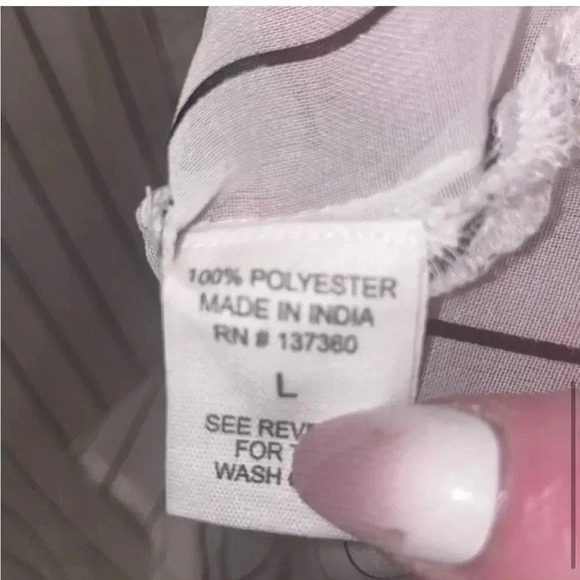 100% POLYESTER
MADE IN INDIA
RN # 137360
L
SEE
FOR
WASH